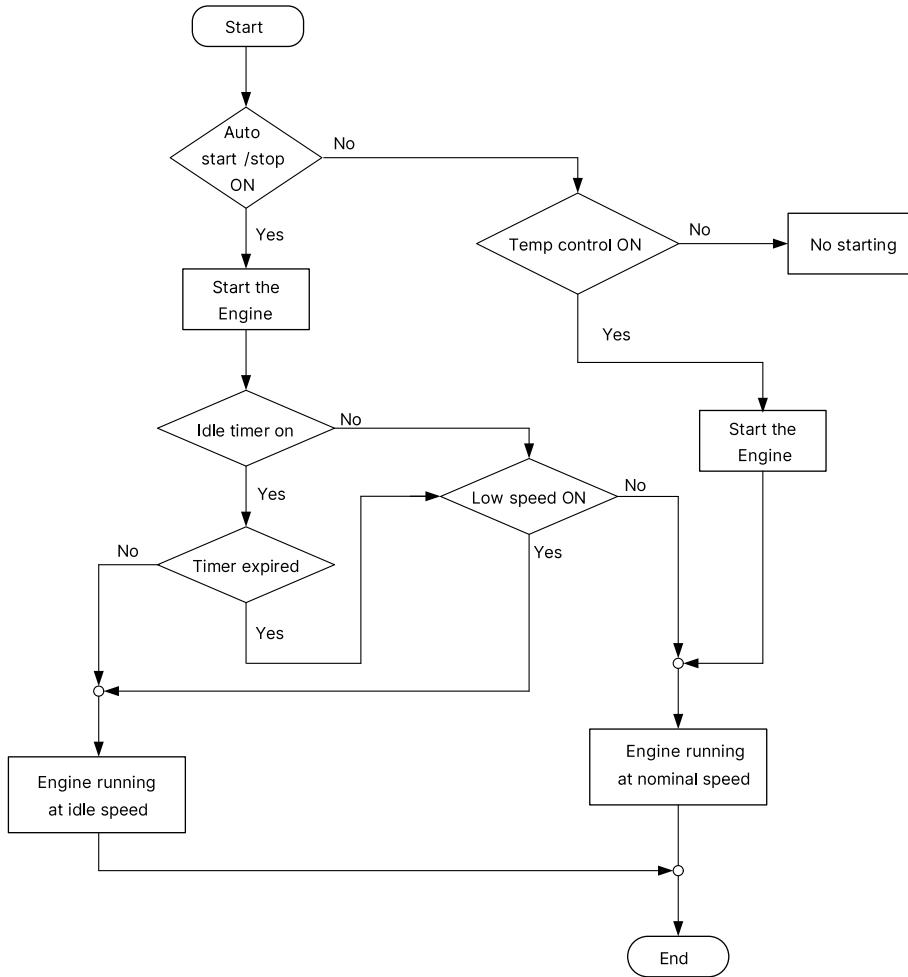 Start
Auto
start /stop
ON
No
Yes
Temp control ON
No
No starting
Start the
Engine
Yes
Idle timer on
No
Start the
Engine
Yes
Low speed ON
No
No
Timer expired
Yes
Yes
Engine running
at idle speed
Engine running
at nominal speed
End